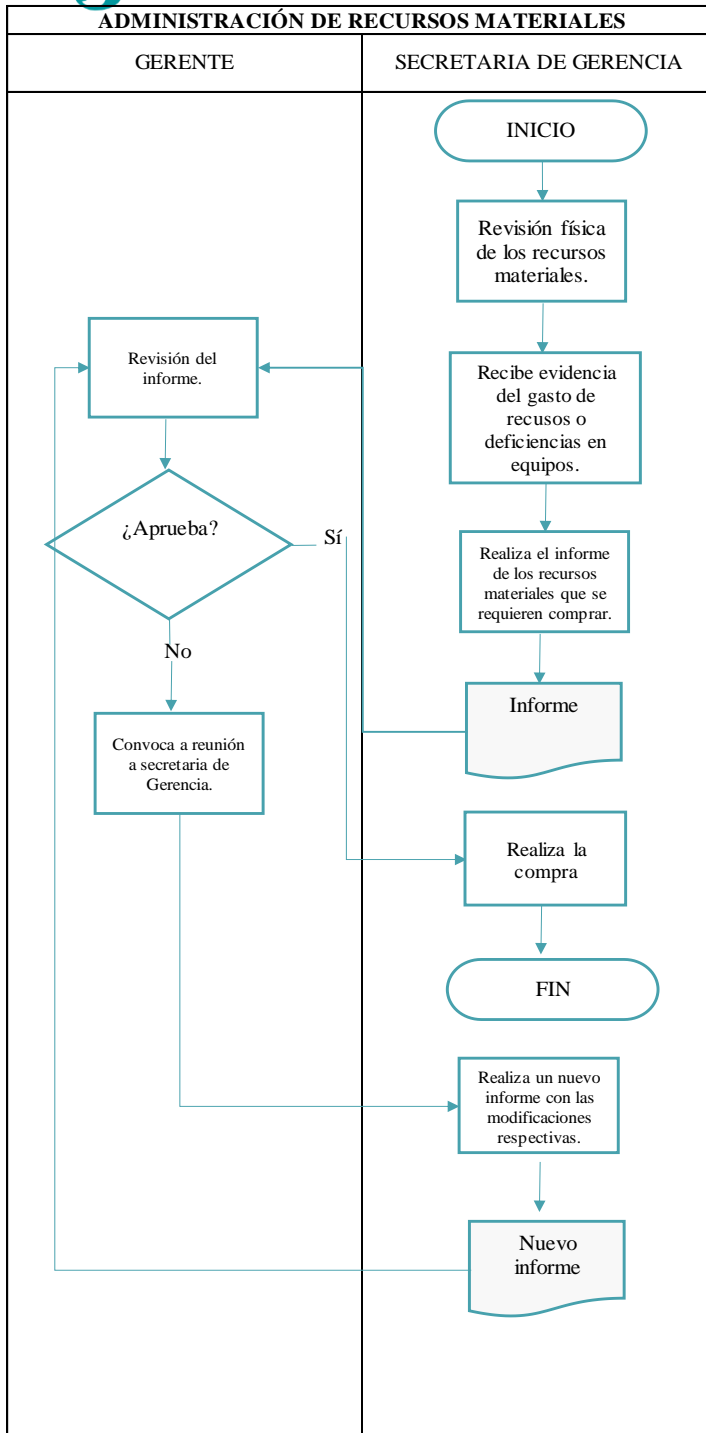 ADMINISTRACIÓN DE RECURSOS MATERIALES
GERENTE
SECRETARIA DE GERENCIA
INICIO
Revisión física
de los recursos
materiales.
Revisión del
informe.
Recibe evidencia
del gasto de
recusos o
deficiencias en
equipos.
¿Aprueba?
Sí
Realiza el informe
de los recursos
materiales que se
requieren comprar.
No
Informe
Convoca a reunión
a secretaria de
Gerencia.
Realiza la
compra
FIN
Realiza un nuevo
informe con las
modificaciones
respectivas.
Nuevo
informe